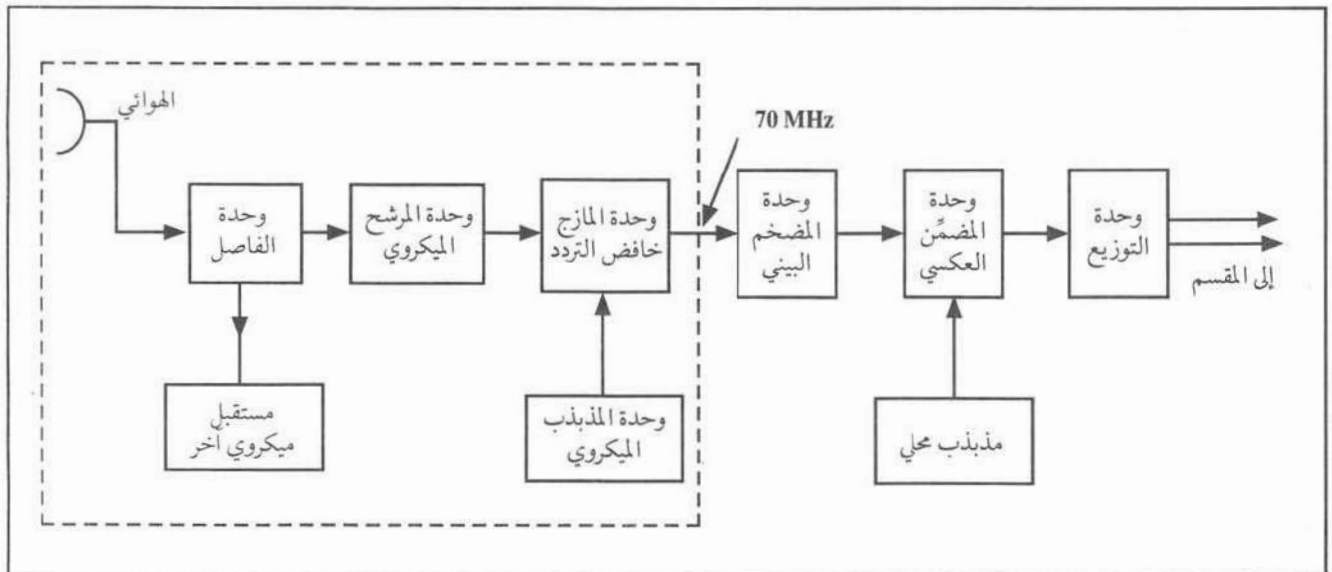 الهوائي
70 MHz
وحدة
الفاصل
وحدة المرشح
الميكروي
وحدة المازج
خافض التردد
وحدة
المضخم
البيني
وحدة
المضمِّن
العكسي
وحدة
التوزيع
إلى المقسم
مستقبل
ميكروي آخر
وحدة المذبذب
الميكروي
مذبذب محلي